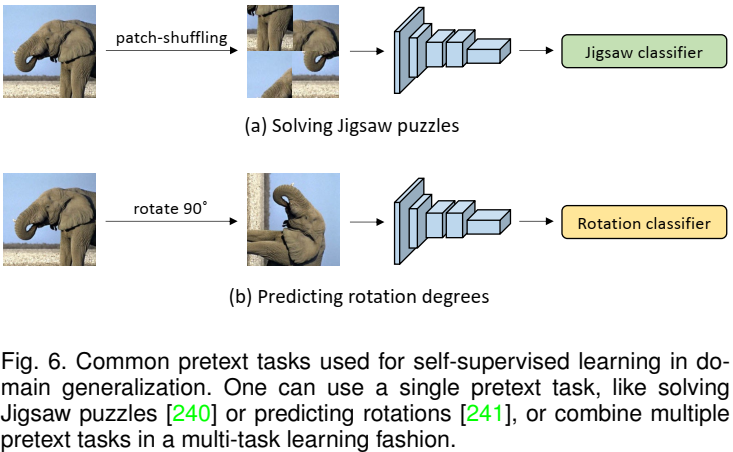 patch-shuffling
Jigsaw classifier
(a) Solving Jigsaw puzzles
rotate 90˚
Rotation classifier
(b) Predicting rotation degrees
Fig. 6. Common pretext tasks used for self-supervised learning in do-
main generalization. One can use a single pretext task, like solving
Jigsaw puzzles [240] or predicting rotations [241], or combine multiple
pretext tasks in a multi-task learning fashion.